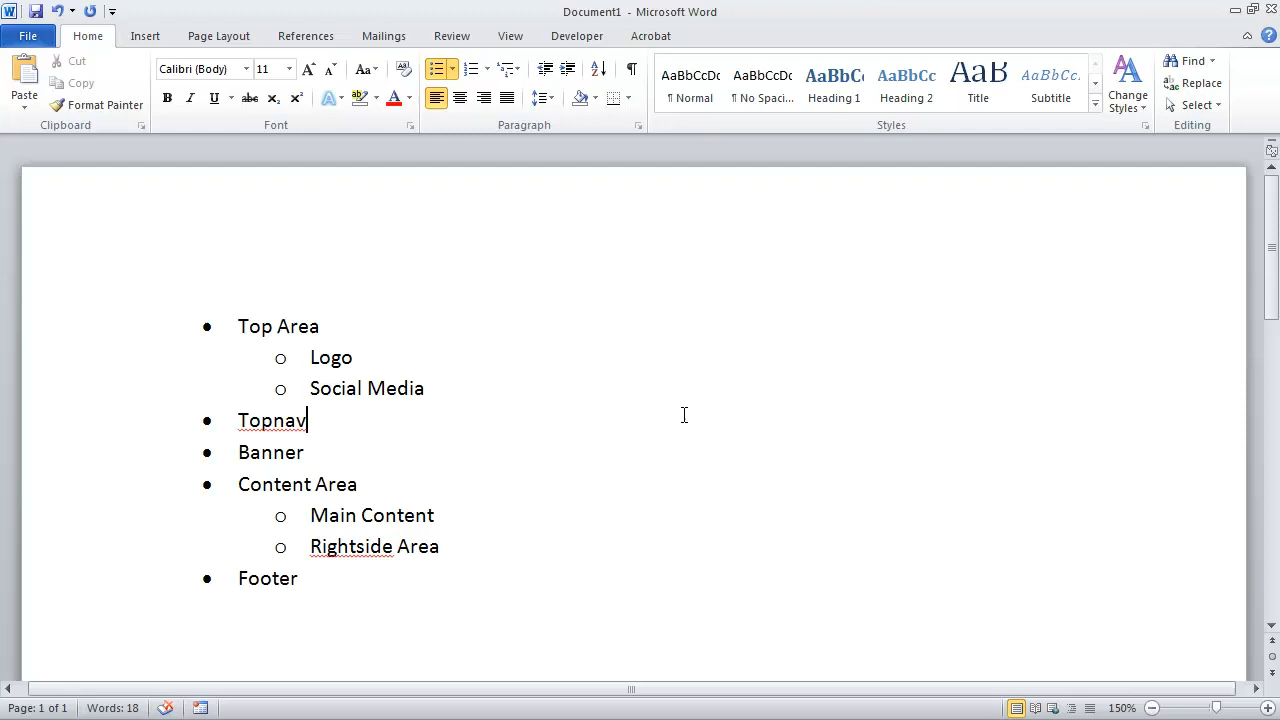 Document1 - Microsoft Word
File Home Insert Page Layout References Mailings Review View Developer Acrobat
Paste
Cut
Copy
Format Painter
Clipboard
Calibri (Body) 11
Font
Paragraph
AaBbCcDc AaBbCcDc AaBbCc AaBbCc AaB AaBbCc.
¶ Normal ¶ No Spaci... Heading 1 Heading 2 Title Subtitle
Change
Styles
Styles
Find
Replace
Select
Editing
• Top Area
o Logo
o Social Media
• Topnav
• Banner
• Content Area
o Main Content
o Rightside Area
• Footer
Page: 1 of 1 Words: 18 150%